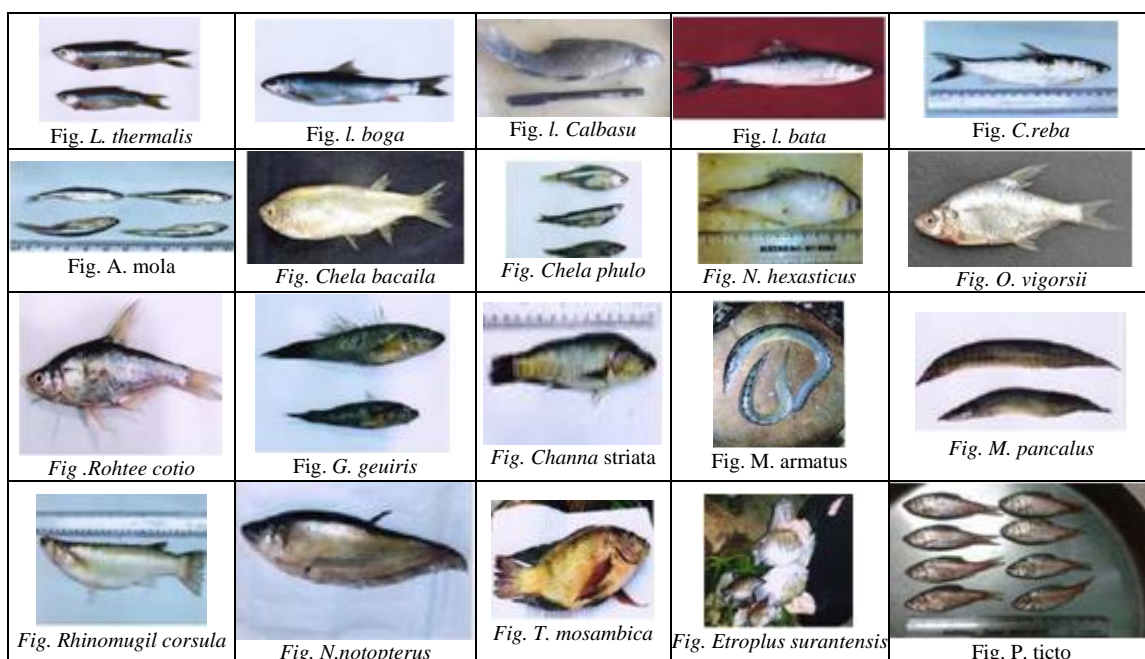 Fig. L. thermalis
Fig. l. boga
Fig. l. Calbasu
Fig. l. bata
Fig. C.reba
Fig. A. mola
Fig. Chela bacaila
Fig. Chela phulo
Fig. N. hexasticus
Fig. O. vigorsii
Fig .Rohtee cotio
Fig. G. geuiris
Fig. Channa striata
Fig. M. armatus
Fig. M. pancalus
Fig. Rhinomugil corsula
Fig. N.notopterus
Fig. T. mosambica
Fig. Etroplus surantensis
Fig. P. ticto